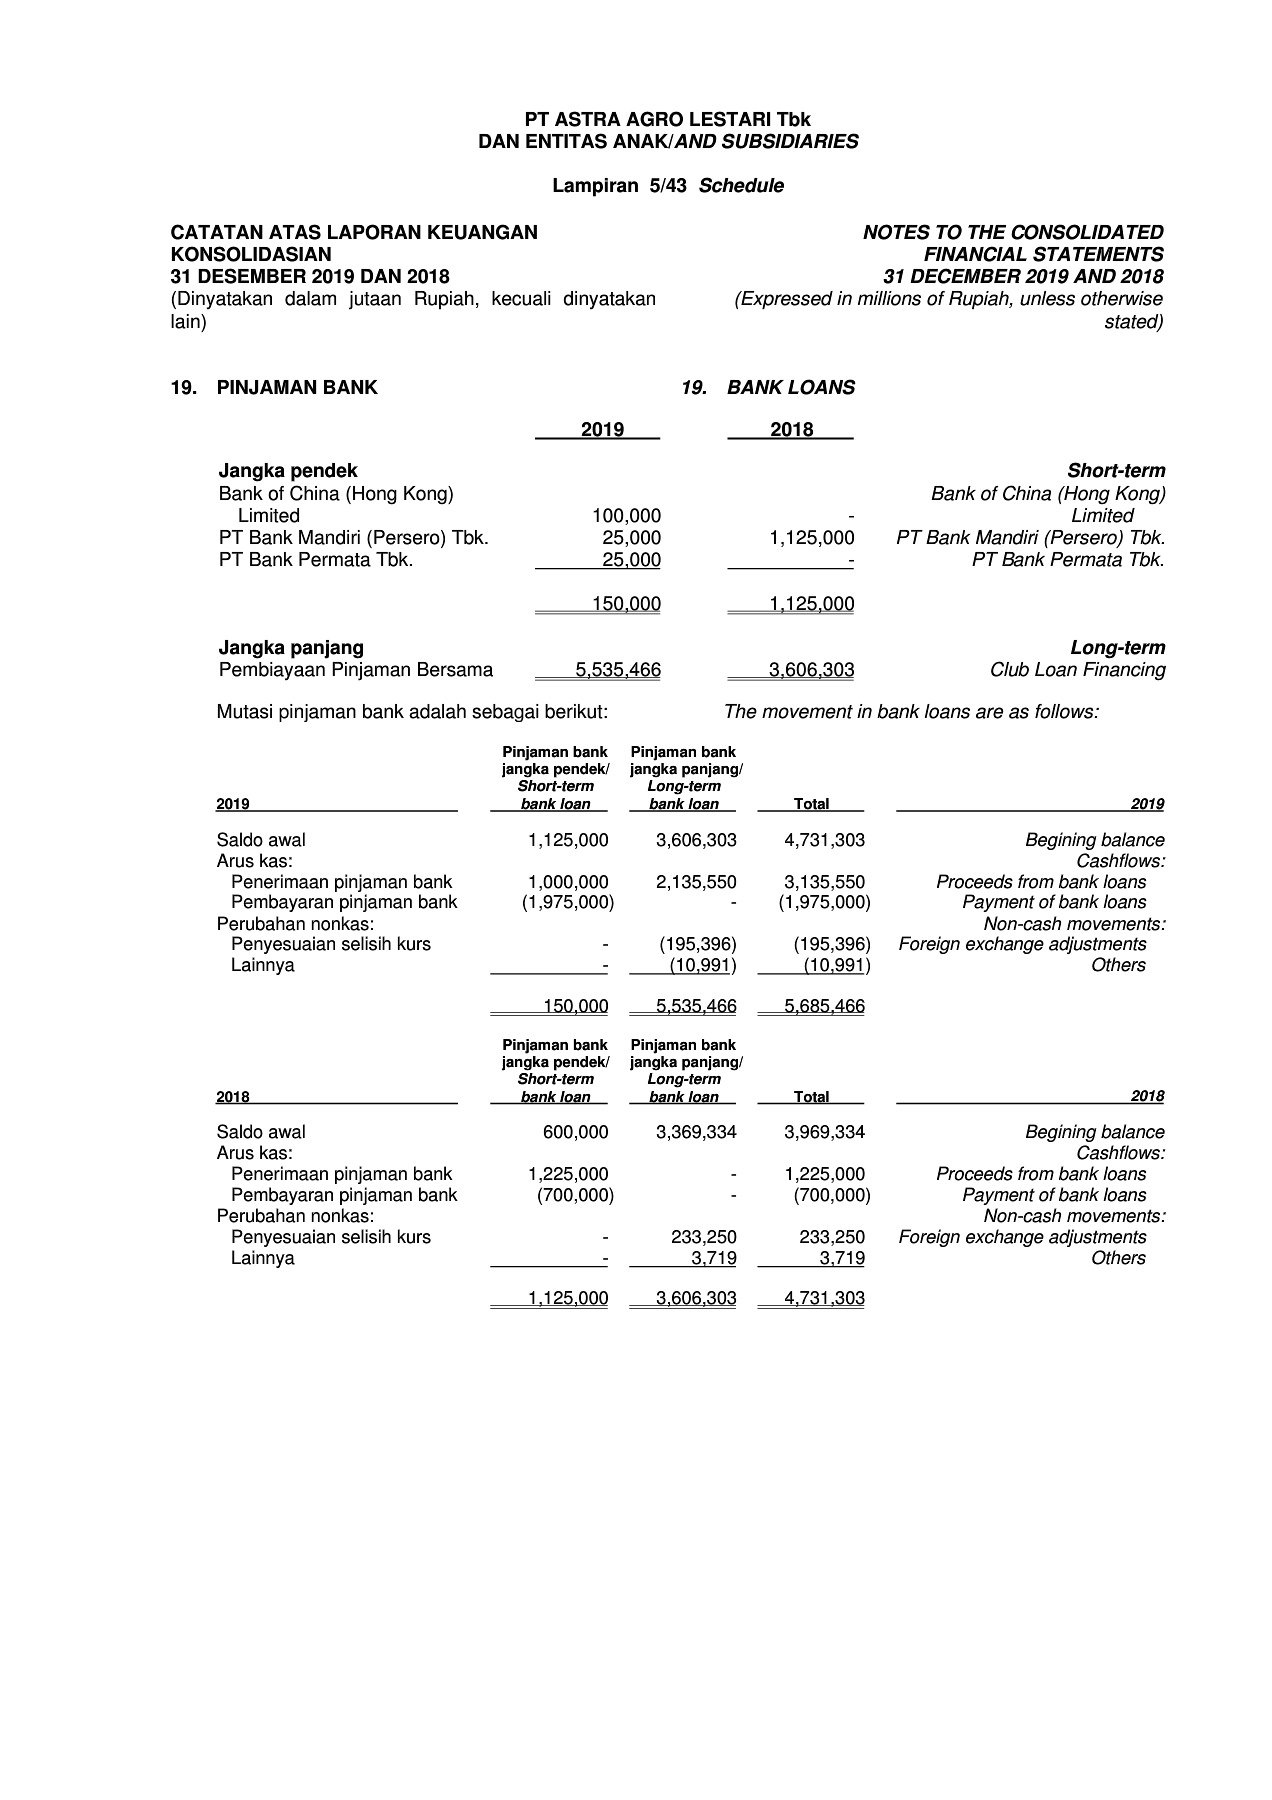 PT ASTRA AGRO LESTARI Tbk
DAN ENTITAS ANAK/AND SUBSIDIARIES
Lampiran 5/43 Schedule
CATATAN ATAS LAPORAN KEUANGAN NOTES TO THE CONSOLIDATED
KONSOLIDASIAN FINANCIAL STATEMENTS
31 DESEMBER 2019 DAN 2018 31 DECEMBER 2019 AND 2018
(Dinyatakan dalam jutaan Rupiah, kecuali dinyatakan (Expressed in millions of Rupiah, unless otherwise
lain) stated)
19. PINJAMAN BANK 19. BANK LOANS
2019 2018
Jangka pendek Short-term
Bank of China (Hong Kong) Bank of China (Hong Kong)
Limited 100,000 - Limited
PT Bank Mandiri (Persero) Tbk. 25,000 1,125,000 PT Bank Mandiri (Persero) Tbk.
PT Bank Permata Tbk. 25,000 - PT Bank Permata Tbk.
150,000 1,125,000
Jangka panjang Long-term
Pembiayaan Pinjaman Bersama 5,535,466 3,606,303 Club Loan Financing
Mutasi pinjaman bank adalah sebagai berikut: The movement in bank loans are as follows:
Pinjaman bank Pinjaman bank
jangka pendek/ jangka panjang/
Short-term Long-term
2019 bank loan bank loan Total 2019
Saldo awal 1,125,000 3,606,303 4,731,303 Begining balance
Arus kas: Cashflows:
Penerimaan pinjaman bank 1,000,000 2,135,550 3,135,550 Proceeds from bank loans
Pembayaran pinjaman bank (1,975,000) - (1,975,000) Payment of bank loans
Perubahan nonkas: Non-cash movements:
Penyesuaian selisih kurs - (195,396) (195,396) Foreign exchange adjustments
Lainnya - (10,991) (10,991) Others
150,000 5,535,466 5,685,466
Pinjaman bank Pinjaman bank
jangka pendek/ jangka panjang/
Short-term Long-term
2018 bank loan bank loan Total 2018
Saldo awal 600,000 3,369,334 3,969,334 Begining balance
Arus kas: Cashflows:
Penerimaan pinjaman bank 1,225,000 - 1,225,000 Proceeds from bank loans
Pembayaran pinjaman bank (700,000) - (700,000) Payment of bank loans
Perubahan nonkas: Non-cash movements:
Penyesuaian selisih kurs - 233,250 233,250 Foreign exchange adjustments
Lainnya - 3,719 3,719 Others
1,125,000 3,606,303 4,731,303